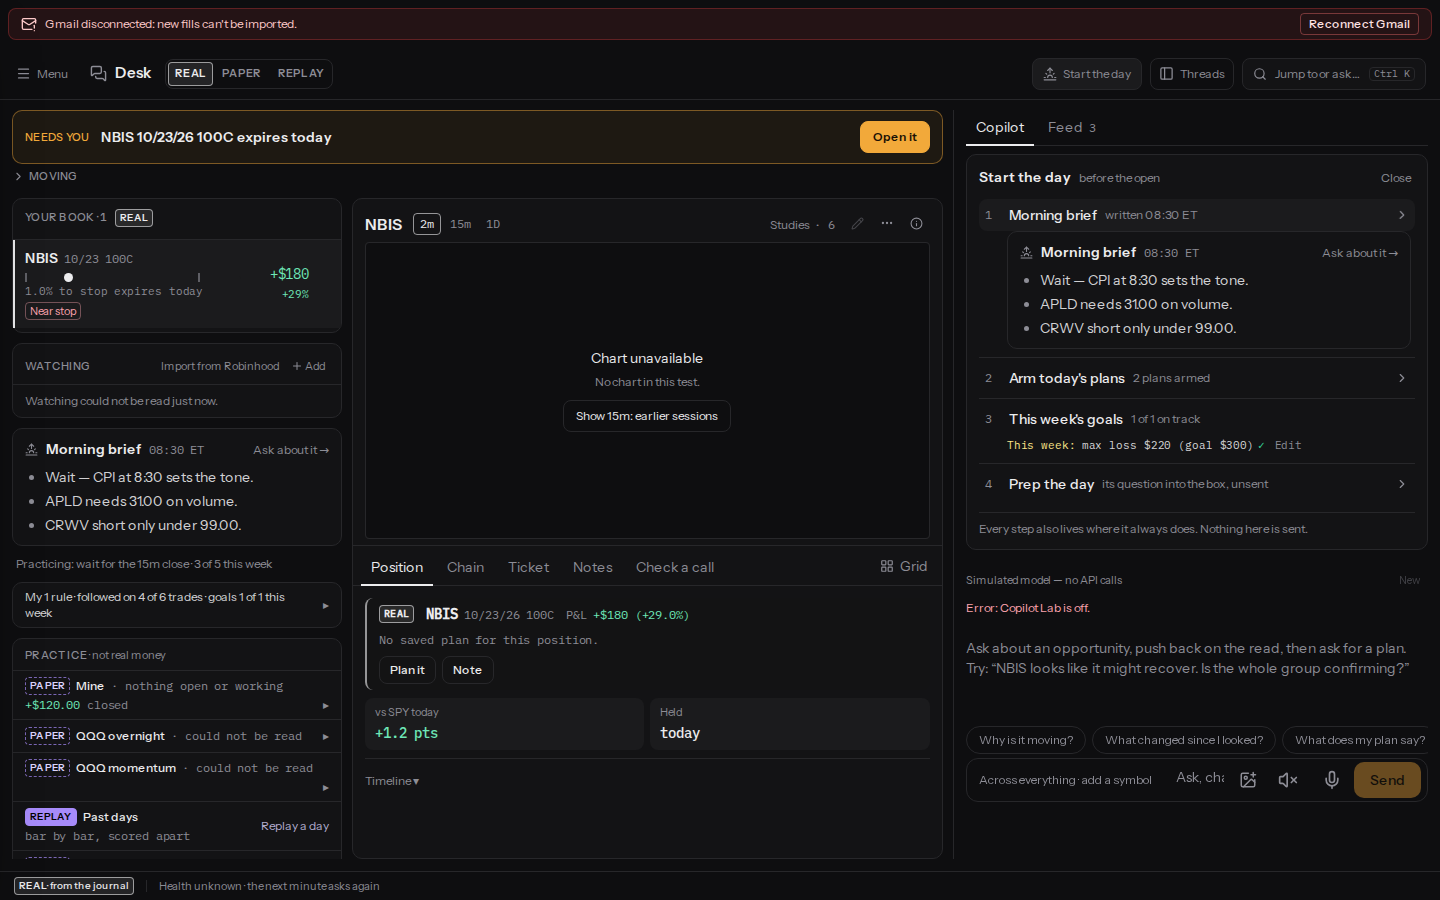 Gmail disconnected: new fills can't be imported.
Reconnect Gmail
Menu
Desk
REAL
PAPER
REPLAY
Start the day
Threads
Jump to or ask...
Ctrl K
NEEDS YOU
NBIS 10/23/26 100C expires today
Open it
MOVING
YOUR BOOK · 1
REAL
NBIS 10/23 100C
+$180
1.0% to stop expires today
+29%
Near stop
WATCHING
Import from Robinhood
+ Add
Watching could not be read just now.
Morning brief 08:30 ET
Ask about it →
Wait — CPI at 8:30 sets the tone.
APLD needs 31.00 on volume.
CRWV short only under 99.00.
Practicing: wait for the 15m close · 3 of 5 this week
My 1 rule · followed on 4 of 6 trades · goals 1 of 1 this
week
PRACTICE · not real money
PAPER Mine · nothing open or working
+$120.00 closed
PAPER QQQ overnight · could not be read
PAPER QQQ momentum · could not be read
REPLAY Past days
bar by bar, scored apart
Replay a day
NBIS
2m
15m
1D
Studies · 6
Chart unavailable
No chart in this test.
Show 15m: earlier sessions
Position
Chain
Ticket
Notes
Check a call
Grid
REAL NBIS 10/23/26 100C P&L +$180 (+29.0%)
No saved plan for this position.
Plan it
Note
vs SPY today
+1.2 pts
Held
today
Timeline ▾
Copilot
Feed 3
Start the day before the open
Close
1 Morning brief written 08:30 ET
Morning brief 08:30 ET
Ask about it →
Wait — CPI at 8:30 sets the tone.
APLD needs 31.00 on volume.
CRWV short only under 99.00.
2 Arm today's plans 2 plans armed
3 This week's goals 1 of 1 on track
This week: max loss $220 (goal $300) ✓ Edit
4 Prep the day its question into the box, unsent
Every step also lives where it always does. Nothing here is sent.
Simulated model — no API calls
New
Error: Copilot Lab is off.
Ask about an opportunity, push back on the read, then ask for a plan.
Try: “NBIS looks like it might recover. Is the whole group confirming?”
Why is it moving?
What changed since I looked?
What does my plan say?
Across everything · add a symbol
Ask, cha
Send
REAL · from the journal
Health unknown · the next minute asks again